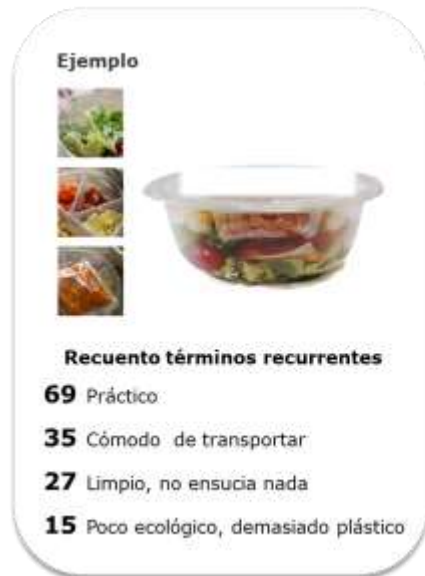 Ejemplo
Recuento términos recurrentes
69 Práctico
35 Cómodo de transportar
27 Limpio, no ensucia nada
15 Poco ecológico, demasiado plástico